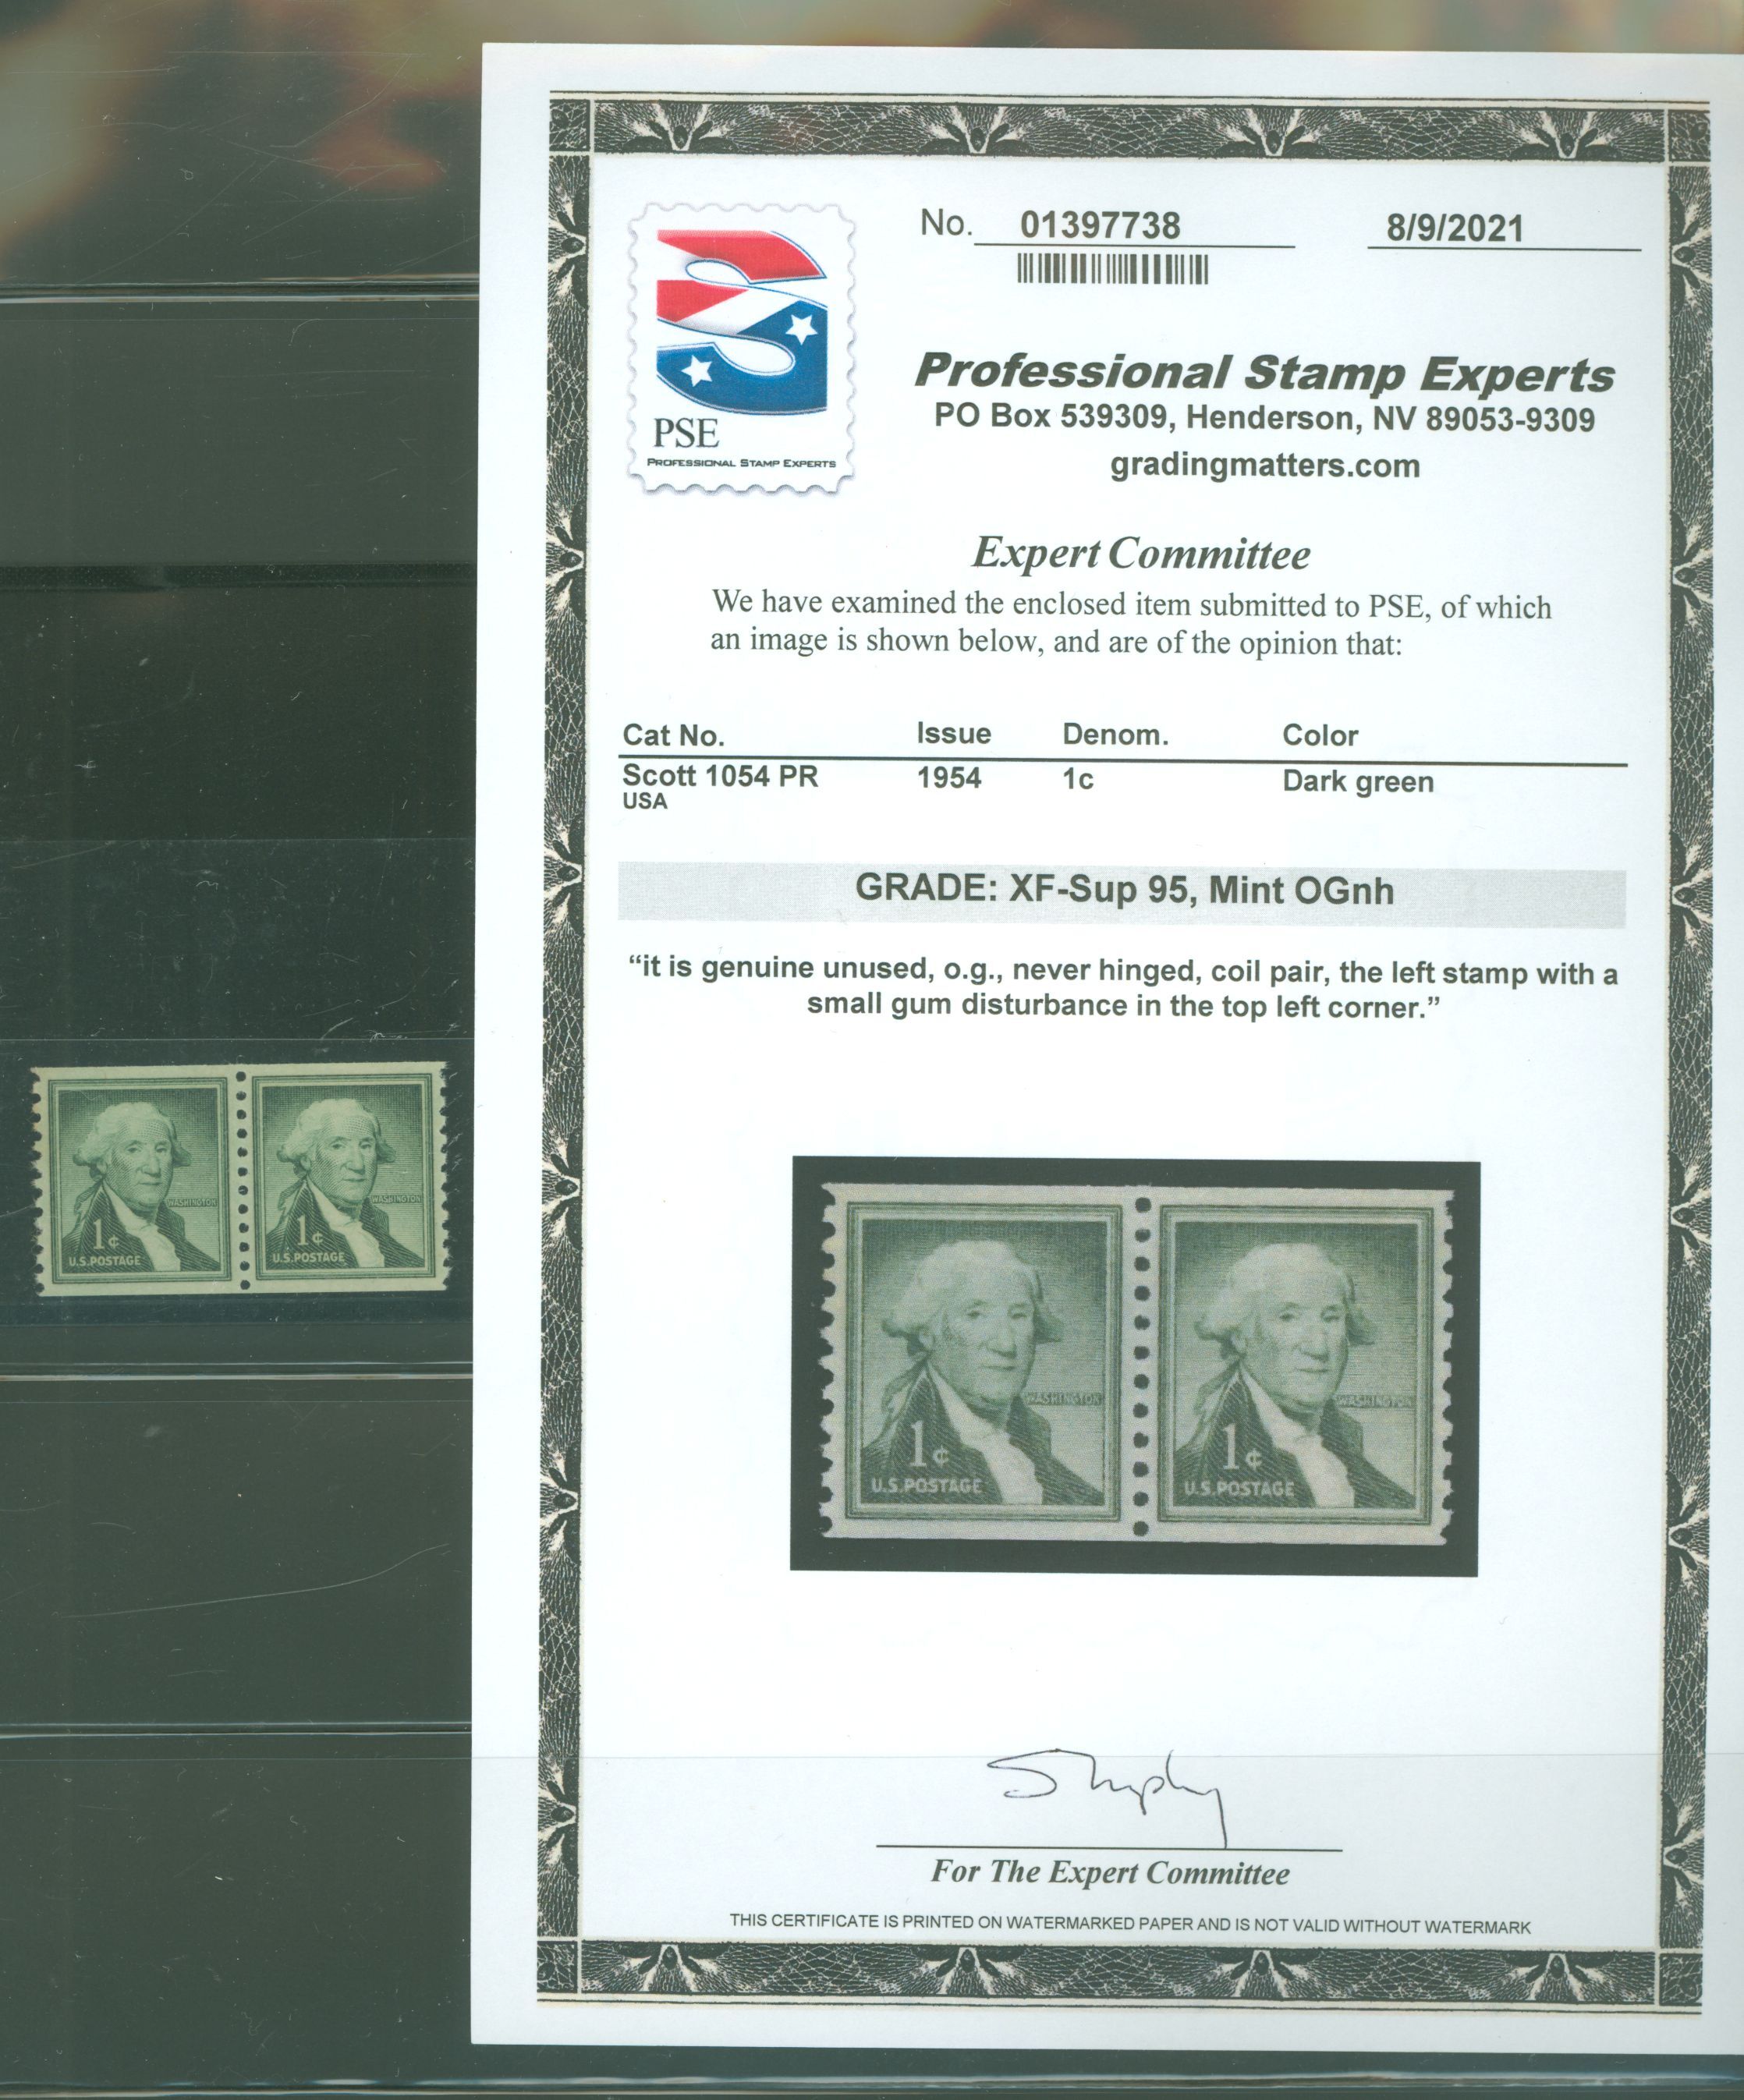 No. 01397738 8/9/2021
PSE
PROFESSIONAL STAMP EXPERTS
Professional Stamp Experts
PO Box 539309, Henderson, NV 89053-9309
gradingmatters.com
Expert Committee
We have examined the enclosed item submitted to PSE, of which
an image is shown below, and are of the opinion that:
Cat No. Issue Denom. Color
Scott 1054 PR 1954 1c Dark green
USA
GRADE: XF-Sup 95, Mint OGnh
“it is genuine unused, o.g., never hinged, coil pair, the left stamp with a
small gum disturbance in the top left corner.”
WASHINGTON WASHINGTON
1¢ 1¢
U.S.POSTAGE U.S.POSTAGE
WASHINGTON WASHINGTON
1¢ 1¢
U.S.POSTAGE U.S.POSTAGE
For The Expert Committee
THIS CERTIFICATE IS PRINTED ON WATERMARKED PAPER AND IS NOT VALID WITHOUT WATERMARK